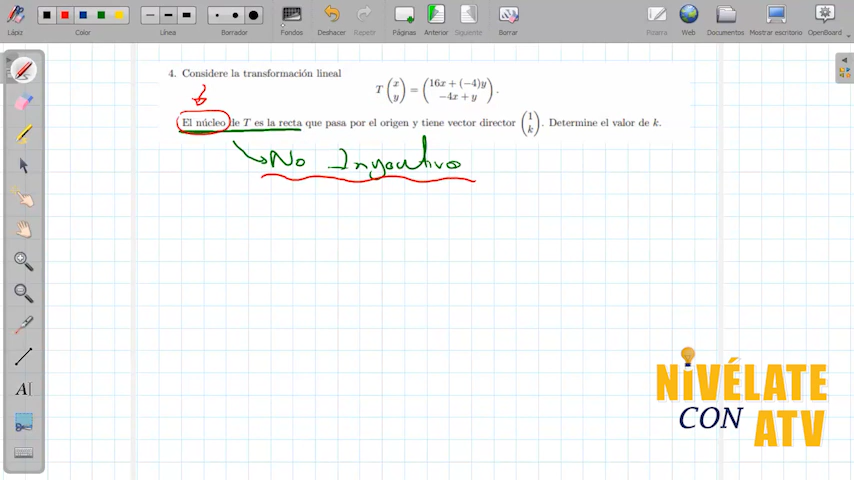 Lápiz
Color
Línea
Borrador
Fondos
Deshacer
Repetir
Páginas
Anterior
Siguiente
Borrar
Pizarra
Web
Documentos
Mostrar escritorio
OpenBoard
4. Considere la transformación lineal
T (x y) = (16x + (−4)y −4x + y).
El núcleo de T es la recta que pasa por el origen y tiene vector director (1 k). Determine el valor de k.
No Inyectiva
NIVÉLATE
CON
ATV